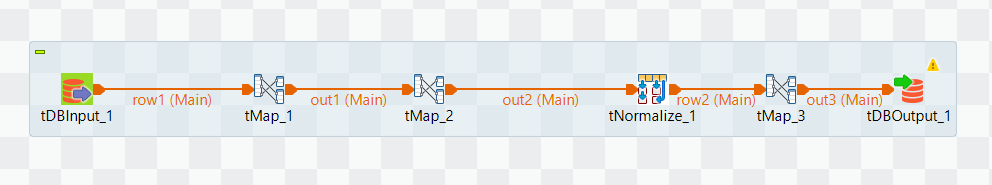 row1 (Main)
out1 (Main)
out2 (Main)
row2 (Main)
out3 (Main)
tDBInput_1
tMap_1
tMap_2
tNormalize_1
tMap_3
tDBOutput_1